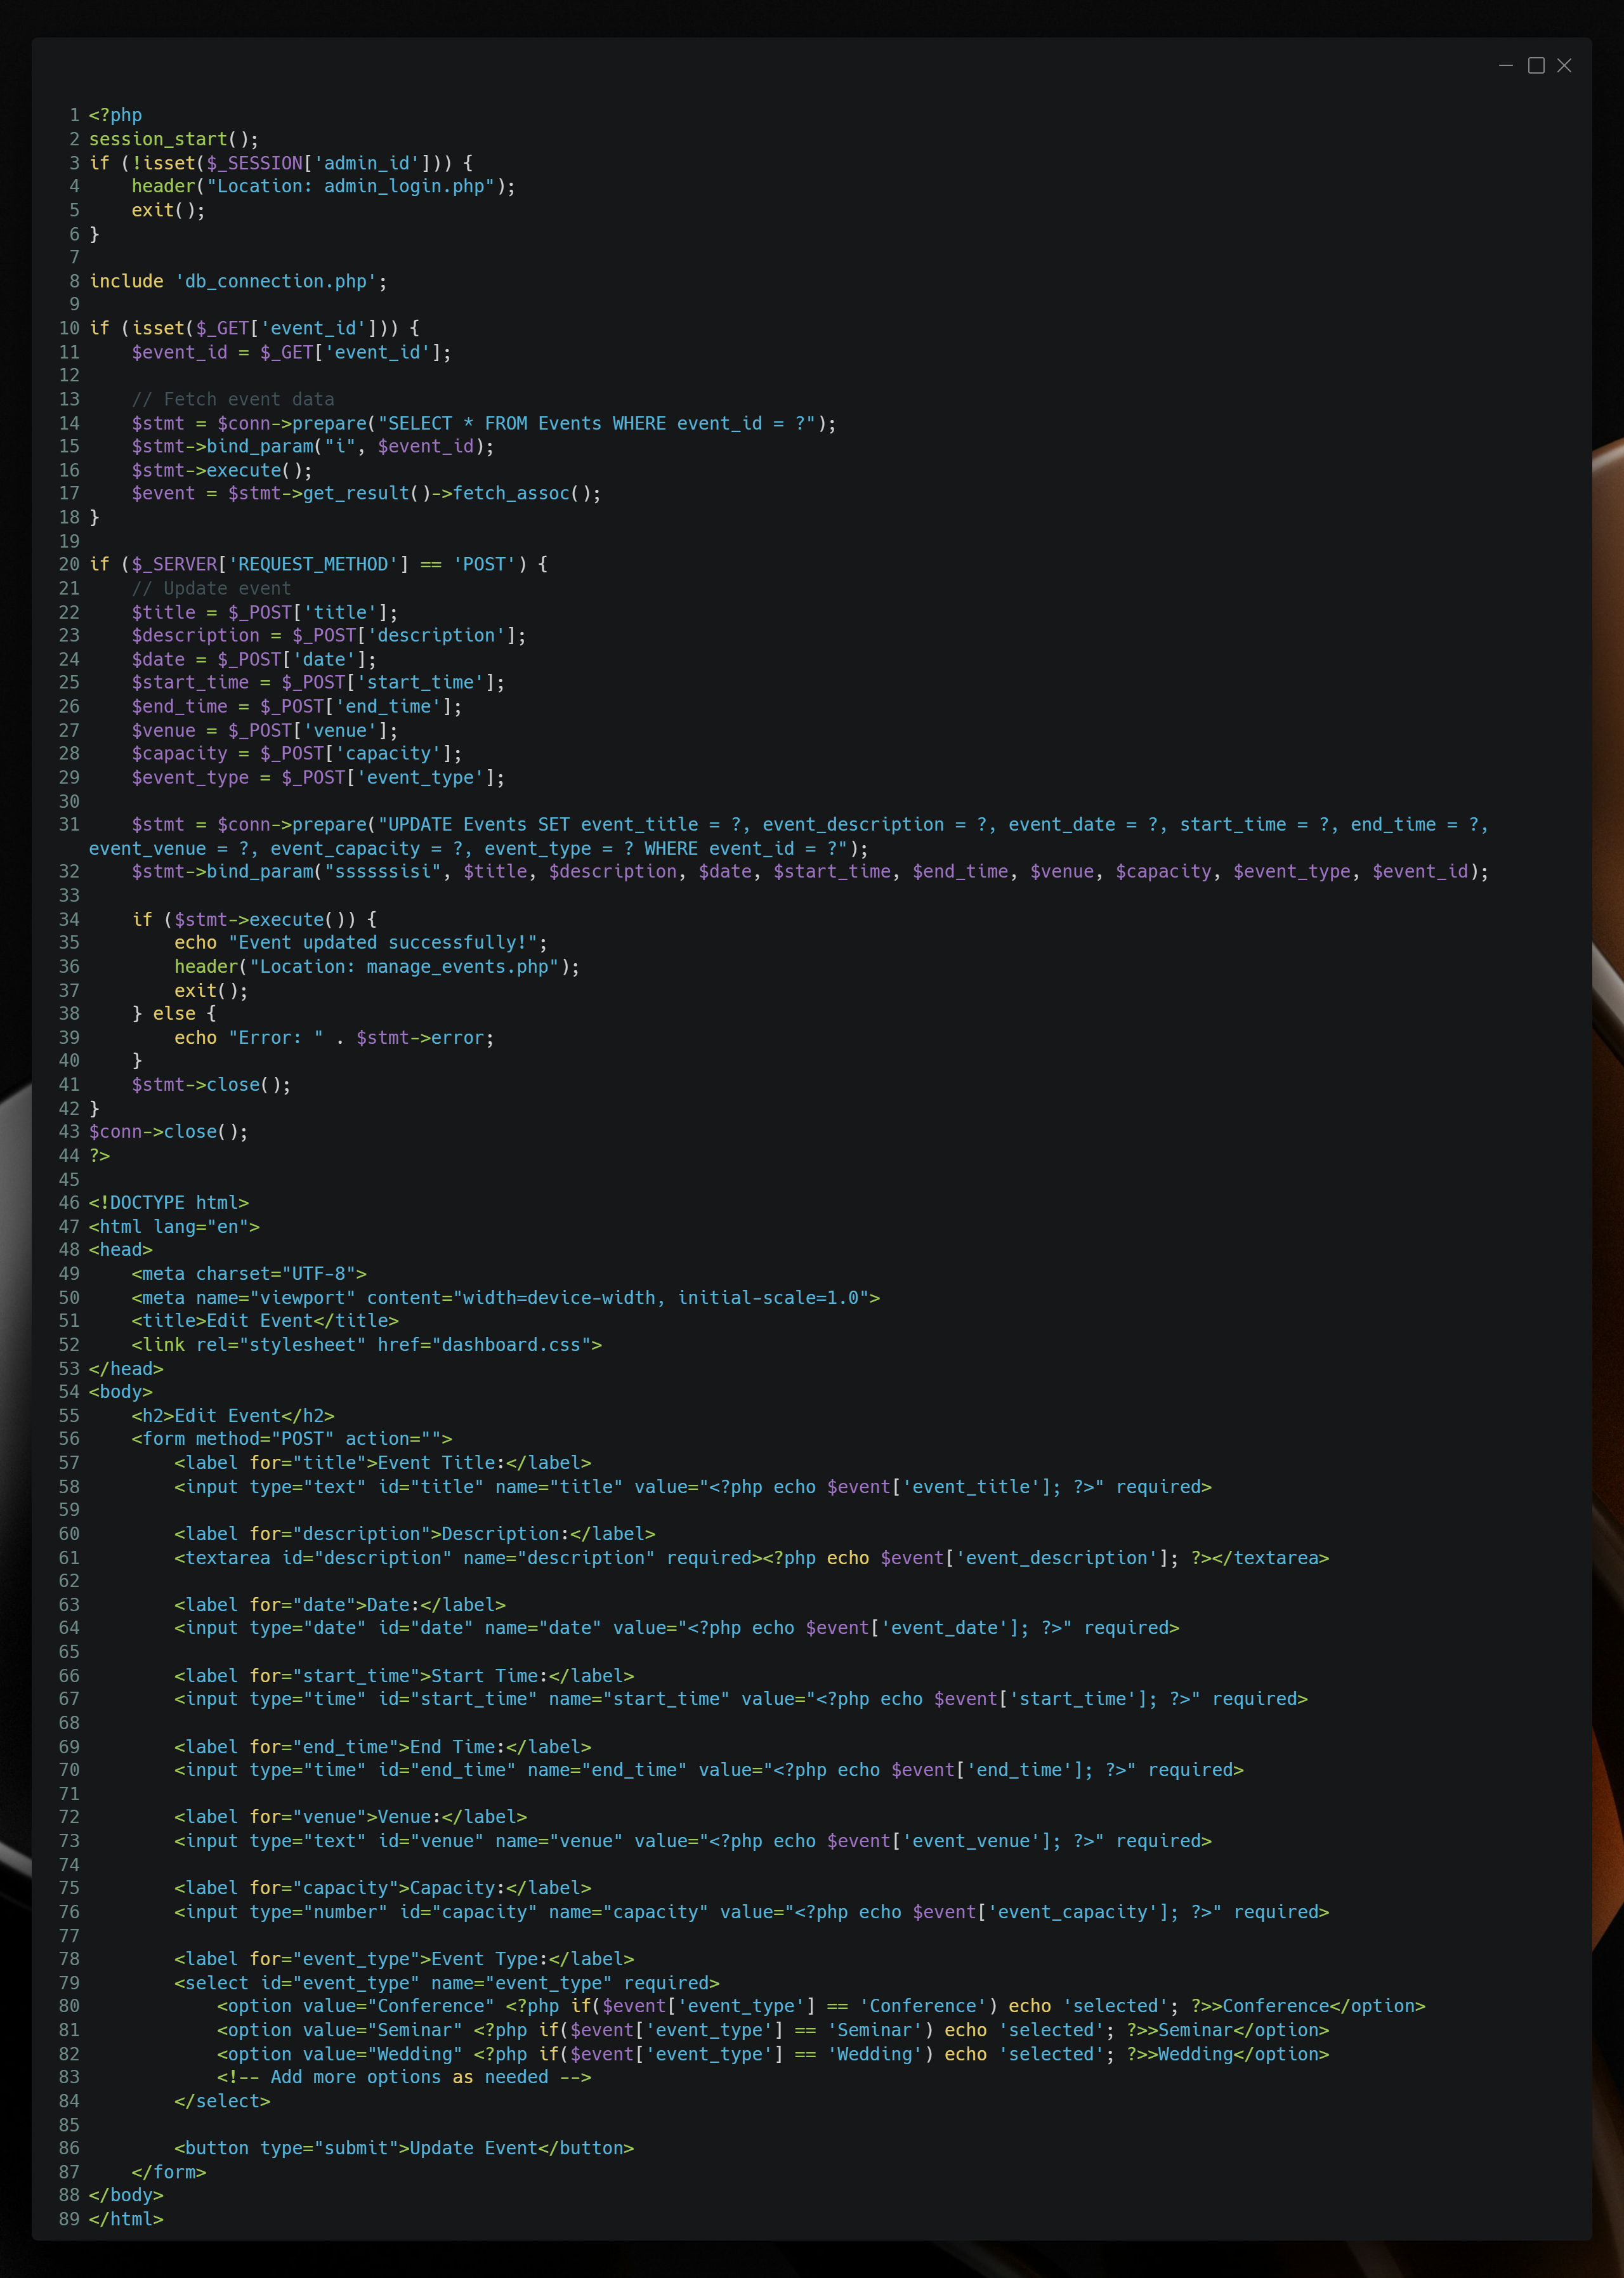 1 <?php
2 session_start();
3 if (!isset($_SESSION['admin_id'])) {
4     header("Location: admin_login.php");
5     exit();
6 }
7
8 include 'db_connection.php';
9
10 if (isset($_GET['event_id'])) {
11     $event_id = $_GET['event_id'];
12
13     // Fetch event data
14     $stmt = $conn->prepare("SELECT * FROM Events WHERE event_id = ?");
15     $stmt->bind_param("i", $event_id);
16     $stmt->execute();
17     $event = $stmt->get_result()->fetch_assoc();
18 }
19
20 if ($_SERVER['REQUEST_METHOD'] == 'POST') {
21     // Update event
22     $title = $_POST['title'];
23     $description = $_POST['description'];
24     $date = $_POST['date'];
25     $start_time = $_POST['start_time'];
26     $end_time = $_POST['end_time'];
27     $venue = $_POST['venue'];
28     $capacity = $_POST['capacity'];
29     $event_type = $_POST['event_type'];
30
31     $stmt = $conn->prepare("UPDATE Events SET event_title = ?, event_description = ?, event_date = ?, start_time = ?, end_time = ?,
event_venue = ?, event_capacity = ?, event_type = ? WHERE event_id = ?");
32     $stmt->bind_param("ssssssisi", $title, $description, $date, $start_time, $end_time, $venue, $capacity, $event_type, $event_id);
33
34     if ($stmt->execute()) {
35         echo "Event updated successfully!";
36         header("Location: manage_events.php");
37         exit();
38     } else {
39         echo "Error: " . $stmt->error;
40     }
41     $stmt->close();
42 }
43 $conn->close();
44 ?>
45
46 <!DOCTYPE html>
47 <html lang="en">
48 <head>
49     <meta charset="UTF-8">
50     <meta name="viewport" content="width=device-width, initial-scale=1.0">
51     <title>Edit Event</title>
52     <link rel="stylesheet" href="dashboard.css">
53 </head>
54 <body>
55     <h2>Edit Event</h2>
56     <form method="POST" action="">
57         <label for="title">Event Title:</label>
58         <input type="text" id="title" name="title" value="<?php echo $event['event_title']; ?>" required>
59
60         <label for="description">Description:</label>
61         <textarea id="description" name="description" required><?php echo $event['event_description']; ?></textarea>
62
63         <label for="date">Date:</label>
64         <input type="date" id="date" name="date" value="<?php echo $event['event_date']; ?>" required>
65
66         <label for="start_time">Start Time:</label>
67         <input type="time" id="start_time" name="start_time" value="<?php echo $event['start_time']; ?>" required>
68
69         <label for="end_time">End Time:</label>
70         <input type="time" id="end_time" name="end_time" value="<?php echo $event['end_time']; ?>" required>
71
72         <label for="venue">Venue:</label>
73         <input type="text" id="venue" name="venue" value="<?php echo $event['event_venue']; ?>" required>
74
75         <label for="capacity">Capacity:</label>
76         <input type="number" id="capacity" name="capacity" value="<?php echo $event['event_capacity']; ?>" required>
77
78         <label for="event_type">Event Type:</label>
79         <select id="event_type" name="event_type" required>
80             <option value="Conference" <?php if($event['event_type'] == 'Conference') echo 'selected'; ?>>Conference</option>
81             <option value="Seminar" <?php if($event['event_type'] == 'Seminar') echo 'selected'; ?>>Seminar</option>
82             <option value="Wedding" <?php if($event['event_type'] == 'Wedding') echo 'selected'; ?>>Wedding</option>
83             <!-- Add more options as needed -->
84         </select>
85
86         <button type="submit">Update Event</button>
87     </form>
88 </body>
89 </html>